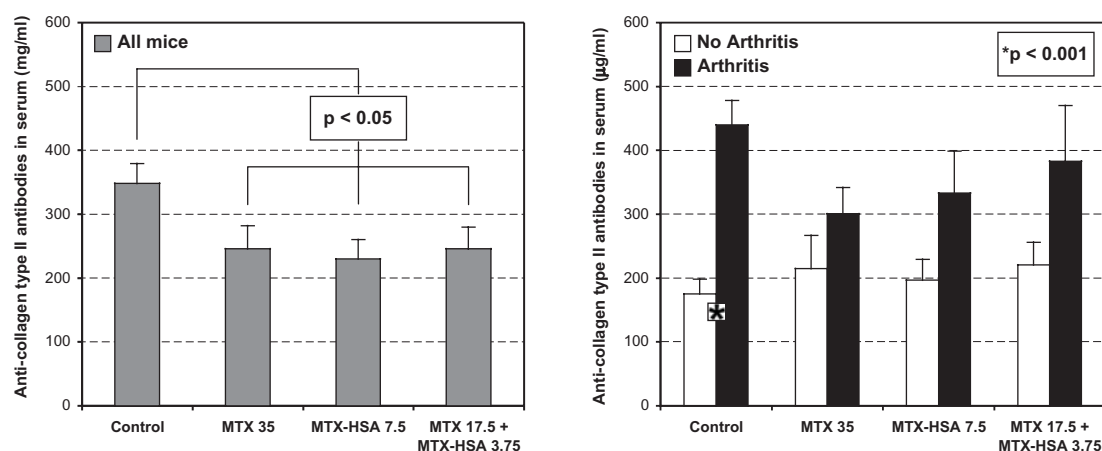 Anti-collagen type II antibodies in serum (mg/ml)
600
500
400
300
200
100
0
All mice
p < 0.05
Control
MTX 35
MTX-HSA 7.5
MTX 17.5 +
MTX-HSA 3.75
Anti-collagen type II antibodies in serum (µg/ml)
600
500
400
300
200
100
0
No Arthritis
Arthritis
*p < 0.001
*
Control
MTX 35
MTX-HSA 7.5
MTX 17.5 +
MTX-HSA 3.75